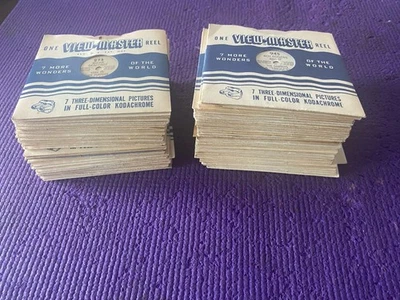 ONE VIEW-MASTER REEL
7 MORE WONDERS OF THE WORLD
7 THREE-DIMENSIONAL PICTURES
IN FULL-COLOR KODACHROME
ONE VIEW-MASTER REEL
7 MORE WONDERS OF THE WORLD
7 THREE-DIMENSIONAL PICTURES
IN FULL-COLOR KODACHROME